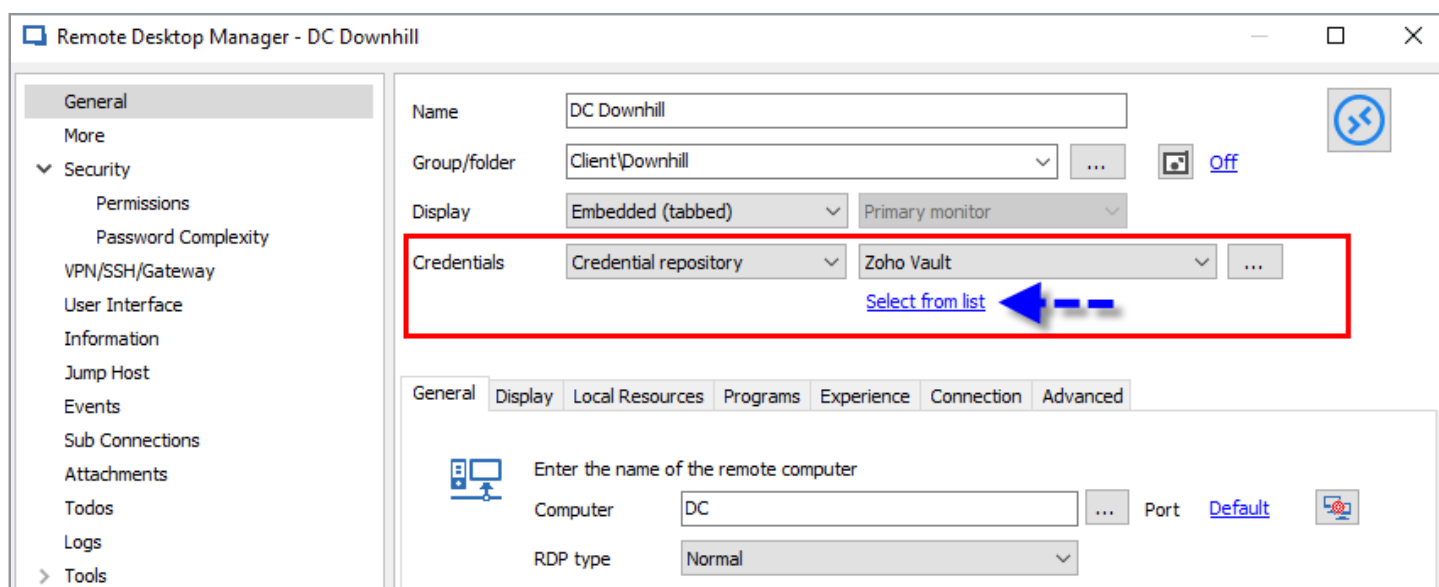 Remote Desktop Manager - DC Downhill
General
More
Security
Permissions
Password Complexity
VPN/SSH/Gateway
User Interface
Information
Jump Host
Events
Sub Connections
Attachments
Todos
Logs
Tools
Name DC Downhill
Group/folder Client\Downhill ... Off
Display Embedded (tabbed) Primary monitor
Credentials Credential repository Zoho Vault ...
Select from list
General Display Local Resources Programs Experience Connection Advanced
Enter the name of the remote computer
Computer DC ... Port Default
RDP type Normal